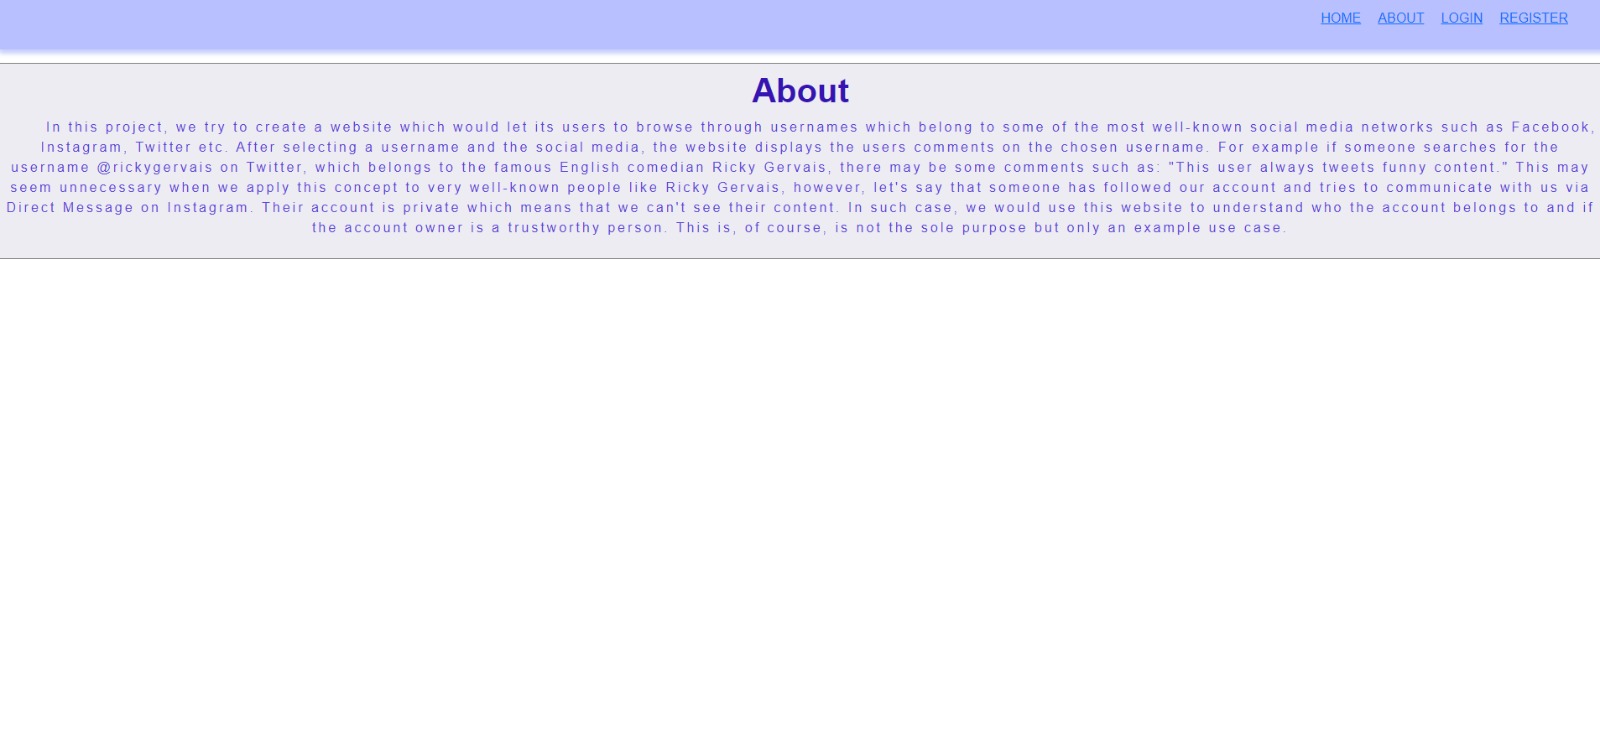 HOME ABOUT LOGIN REGISTER
About
In this project, we try to create a website which would let its users to browse through usernames which belong to some of the most well-known social media networks such as Facebook,
Instagram, Twitter etc. After selecting a username and the social media, the website displays the users comments on the chosen username. For example if someone searches for the
username @rickygervais on Twitter, which belongs to the famous English comedian Ricky Gervais, there may be some comments such as: "This user always tweets funny content." This may
seem unnecessary when we apply this concept to very well-known people like Ricky Gervais, however, let's say that someone has followed our account and tries to communicate with us via
Direct Message on Instagram. Their account is private which means that we can't see their content. In such case, we would use this website to understand who the account belongs to and if
the account owner is a trustworthy person. This is, of course, is not the sole purpose but only an example use case.